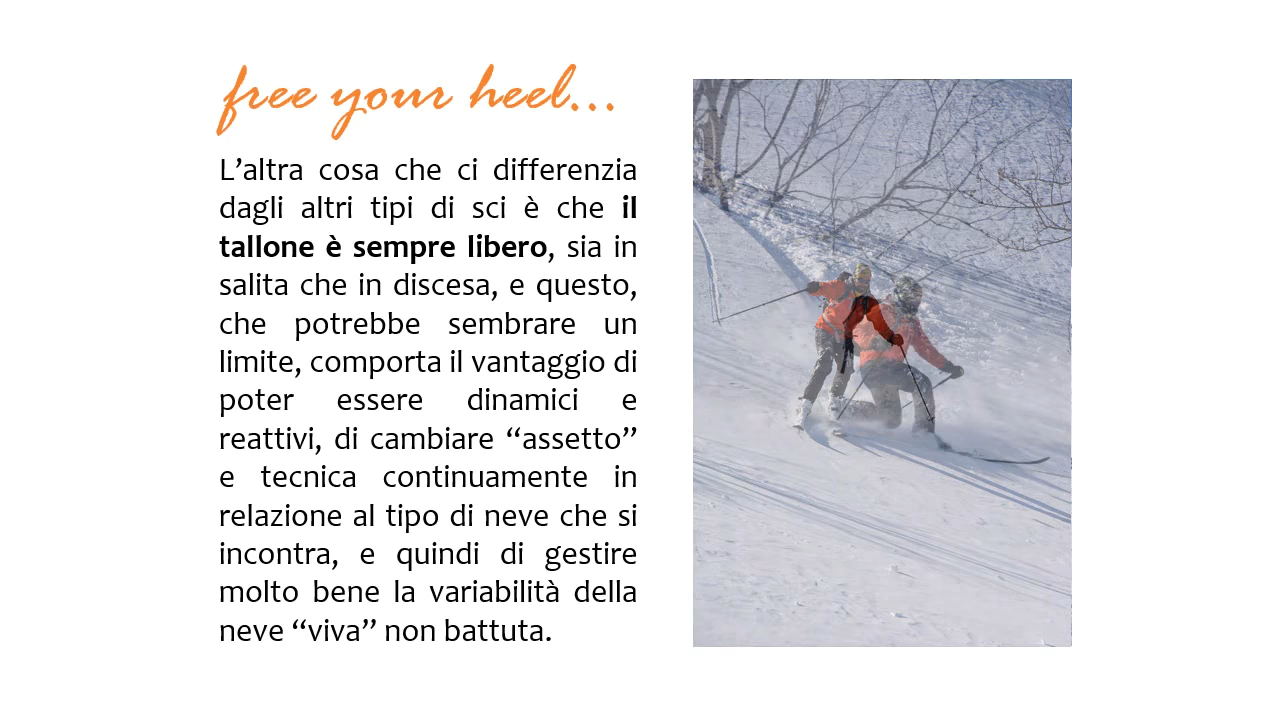 free your heel...
L’altra cosa che ci differenzia
dagli altri tipi di sci è che il
tallone è sempre libero, sia in
salita che in discesa, e questo,
che potrebbe sembrare un
limite, comporta il vantaggio di
poter essere dinamici e
reattivi, di cambiare “assetto”
e tecnica continuamente in
relazione al tipo di neve che si
incontra, e quindi di gestire
molto bene la variabilità della
neve “viva” non battuta.